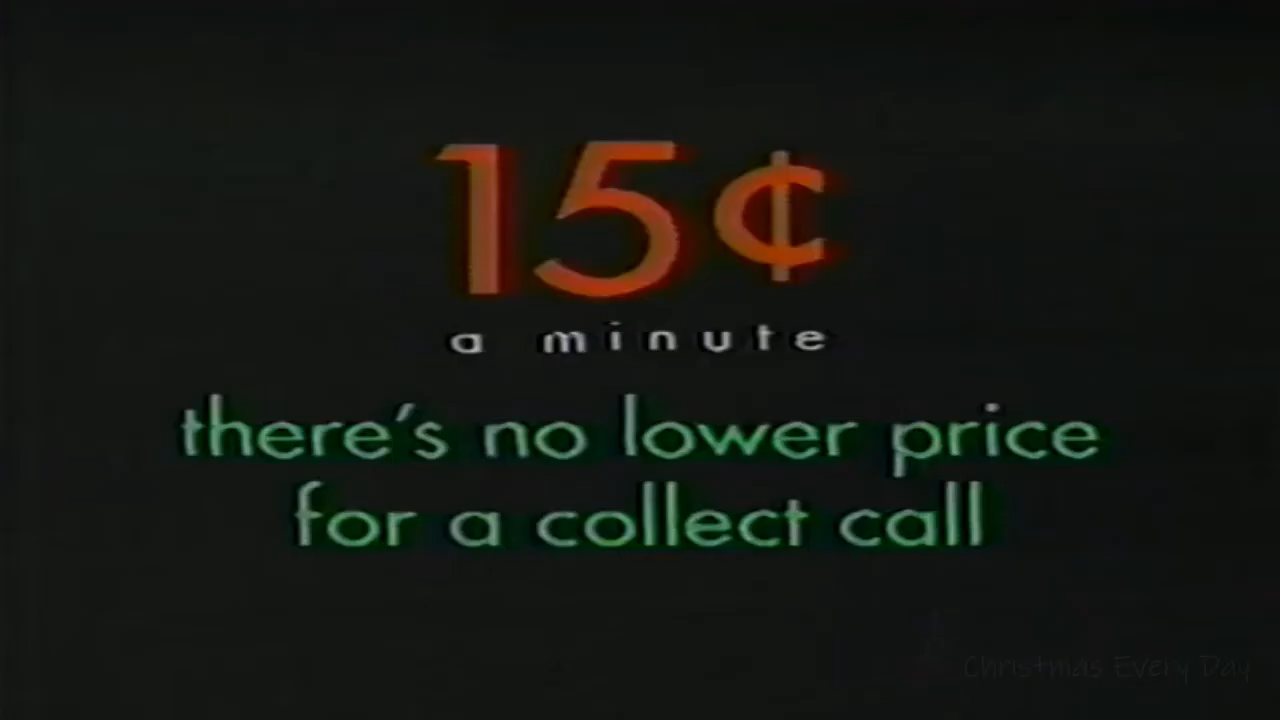 15¢
a minute
there's no lower price
for a collect call
Christmas Every Day